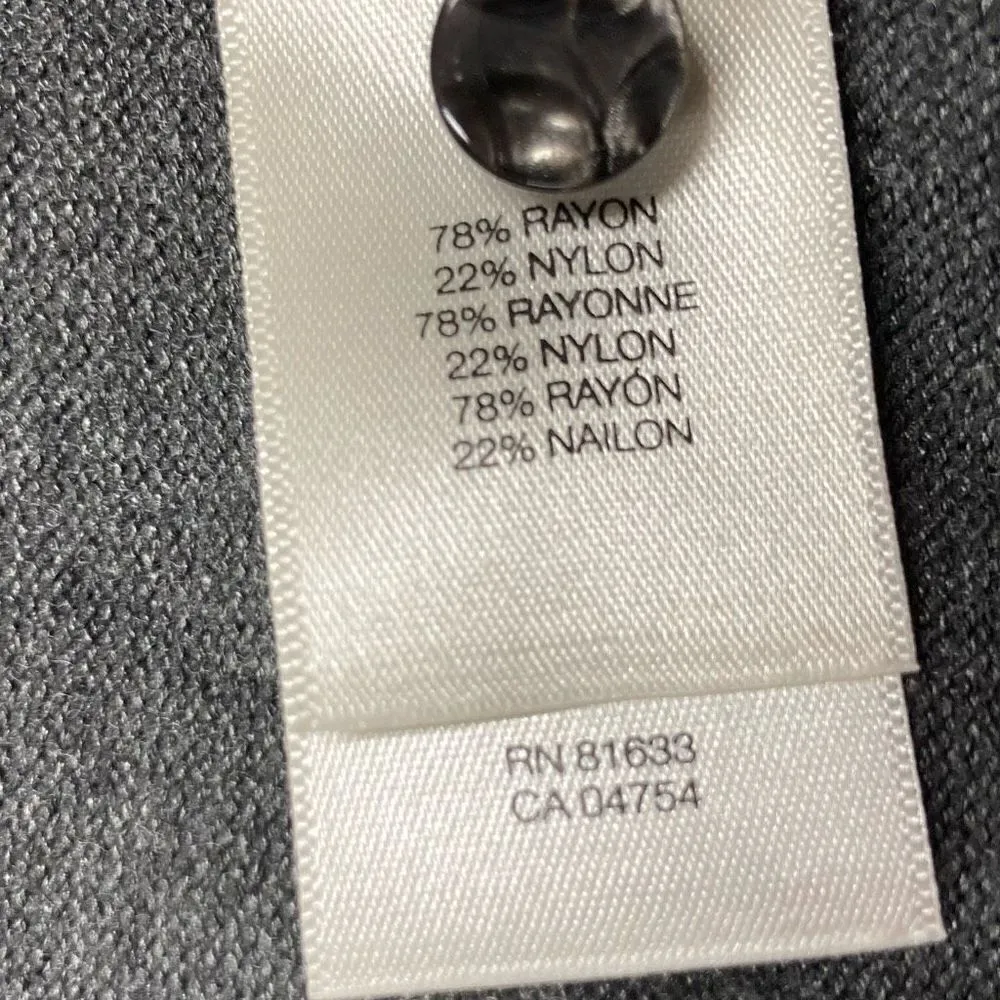 78% RAYON
22% NYLON
78% RAYONNE
22% NYLON
78% RAYÓN
22% NAILON
RN 81633
CA 04754